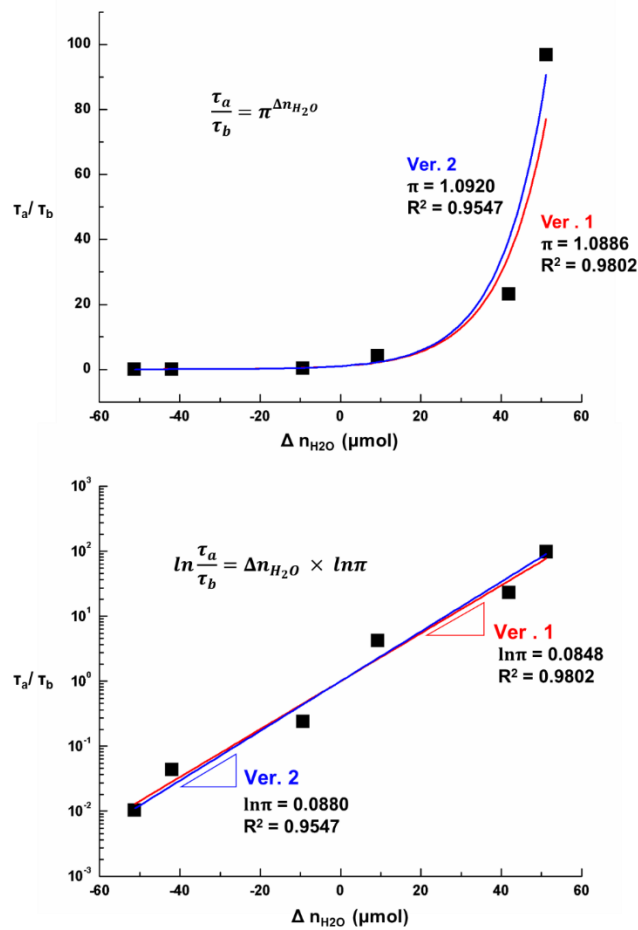 100
80
60
40
20
0
τa/ τb
τa/τb = π^Δn_H2O
Ver. 2
π = 1.0920
R² = 0.9547
Ver . 1
π = 1.0886
R² = 0.9802
-60 -40 -20 0 20 40 60
Δ nH2O (μmol)
10³
10²
10¹
10⁰
10⁻¹
10⁻²
10⁻³
τa/ τb
ln τa/τb = Δn_H2O × lnπ
Ver . 1
lnπ = 0.0848
R² = 0.9802
Ver. 2
lnπ = 0.0880
R² = 0.9547
-60 -40 -20 0 20 40 60
Δ nH2O (μmol)